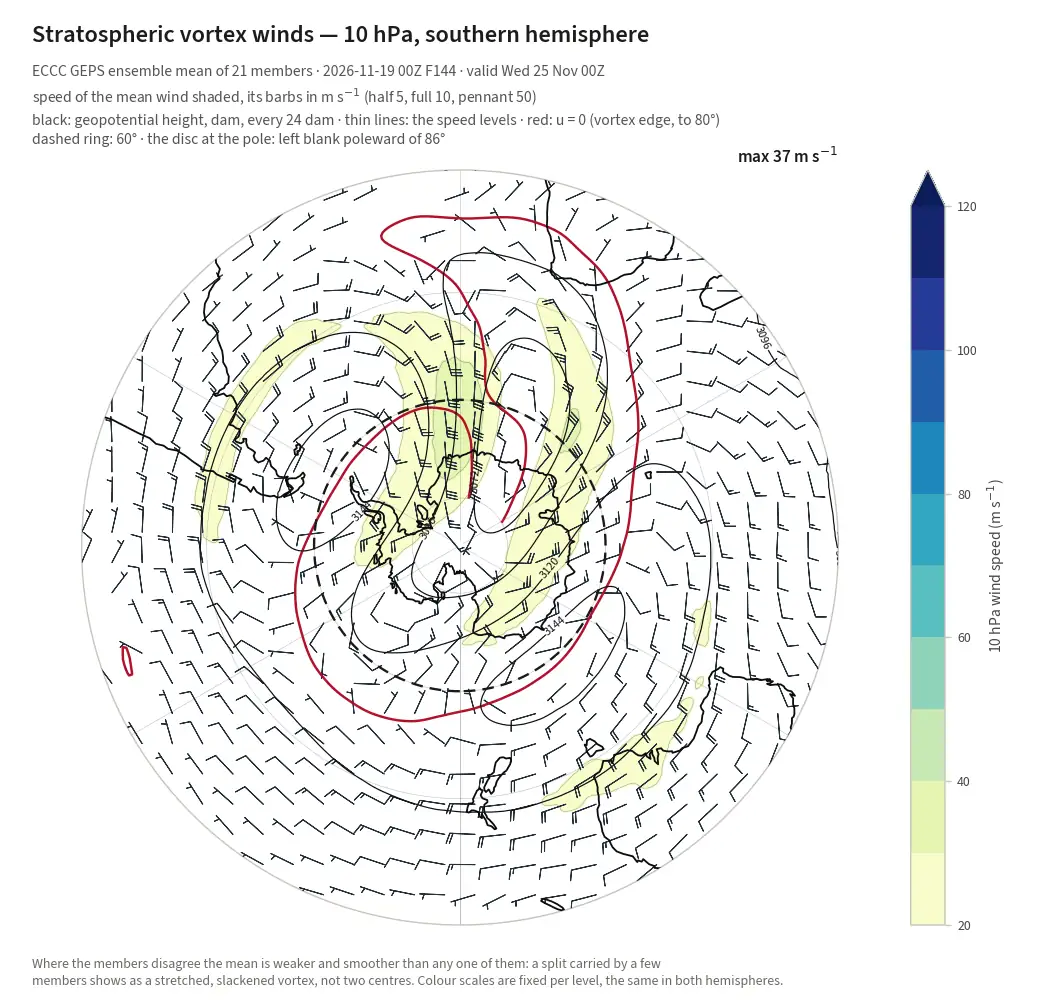 Stratospheric vortex winds — 10 hPa, southern hemisphere
ECCC GEPS ensemble mean of 21 members · 2026-11-19 00Z F144 · valid Wed 25 Nov 00Z
speed of the mean wind shaded, its barbs in m s⁻¹ (half 5, full 10, pennant 50)
black: geopotential height, dam, every 24 dam · thin lines: the speed levels · red: u = 0 (vortex edge, to 80°)
dashed ring: 60° · the disc at the pole: left blank poleward of 86°
max 37 m s⁻¹
120
100
80
60
40
20
10 hPa wind speed (m s⁻¹)
3096
3120
3144
Where the members disagree the mean is weaker and smoother than any one of them: a split carried by a few
members shows as a stretched, slackened vortex, not two centres. Colour scales are fixed per level, the same in both hemispheres.